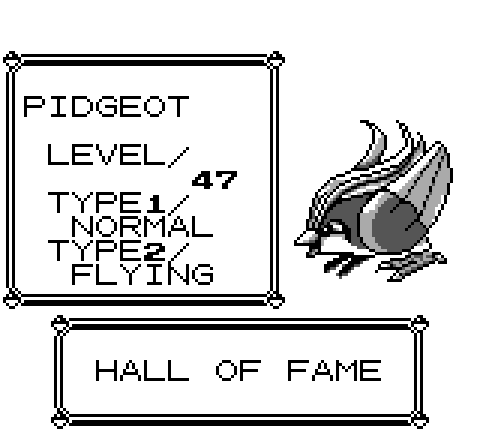 PIDGEOT
LEVEL/
47
TYPE1/
NORMAL
TYPE2/
FLYING
HALL OF FAME